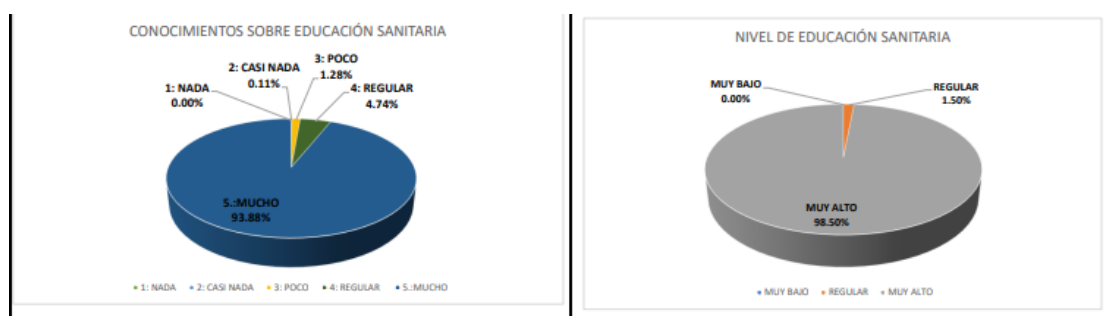 CONOCIMIENTOS SOBRE EDUCACIÓN SANITARIA
1: NADA
0.00%
2: CASI NADA
0.11%
3: POCO
1.28%
4: REGULAR
4.74%
5.:MUCHO
93.88%
1: NADA 2: CASI NADA 3: POCO 4: REGULAR 5.:MUCHO
NIVEL DE EDUCACIÓN SANITARIA
MUY BAJO
0.00%
REGULAR
1.50%
MUY ALTO
98.50%
MUY BAJO REGULAR MUY ALTO